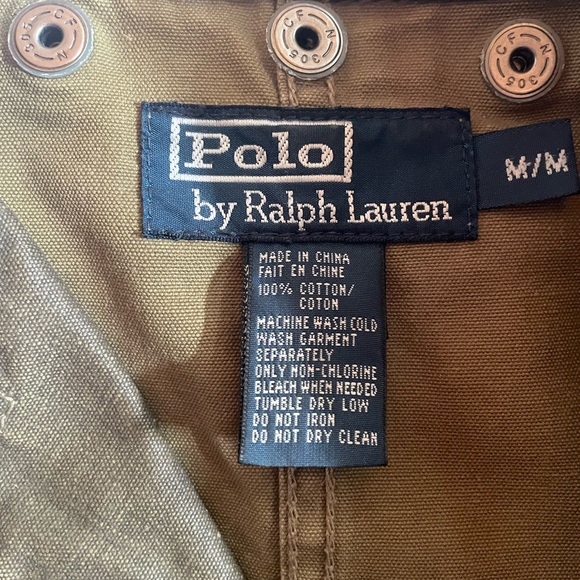 305 CF N
305 CF N
305 CF N
Polo
by Ralph Lauren
M/M
MADE IN CHINA
FAIT EN CHINE
100% COTTON/
COTON
MACHINE WASH COLD
WASH GARMENT
SEPARATELY
ONLY NON-CHLORINE
BLEACH WHEN NEEDED
TUMBLE DRY LOW
DO NOT IRON
DO NOT DRY CLEAN